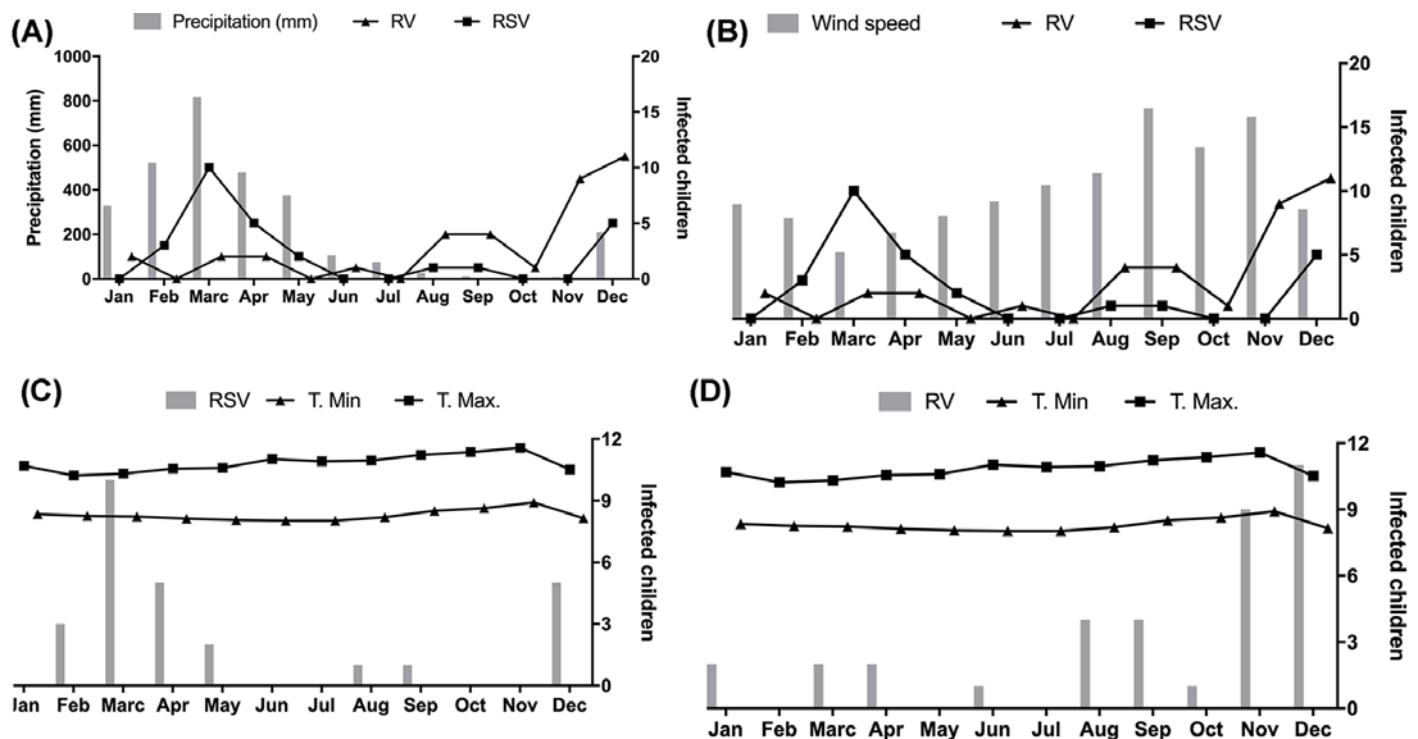 (A) Precipitation (mm) RV RSV
1000 20
800 15
600
10
400
5
200
0 0
Precipitation (mm)
Infected children
Jan Feb Marc Apr May Jun Jul Aug Sep Oct Nov Dec
(B) Wind speed RV RSV
20
15
10
5
0
Infected children
Jan Feb Marc Apr May Jun Jul Aug Sep Oct Nov Dec
(C) RSV T. Min T. Max.
12
9
6
3
0
Infected children
Jan Feb Marc Apr May Jun Jul Aug Sep Oct Nov Dec
(D) RV T. Min T. Max.
12
9
6
3
0
Infected children
Jan Feb Marc Apr May Jun Jul Aug Sep Oct Nov Dec